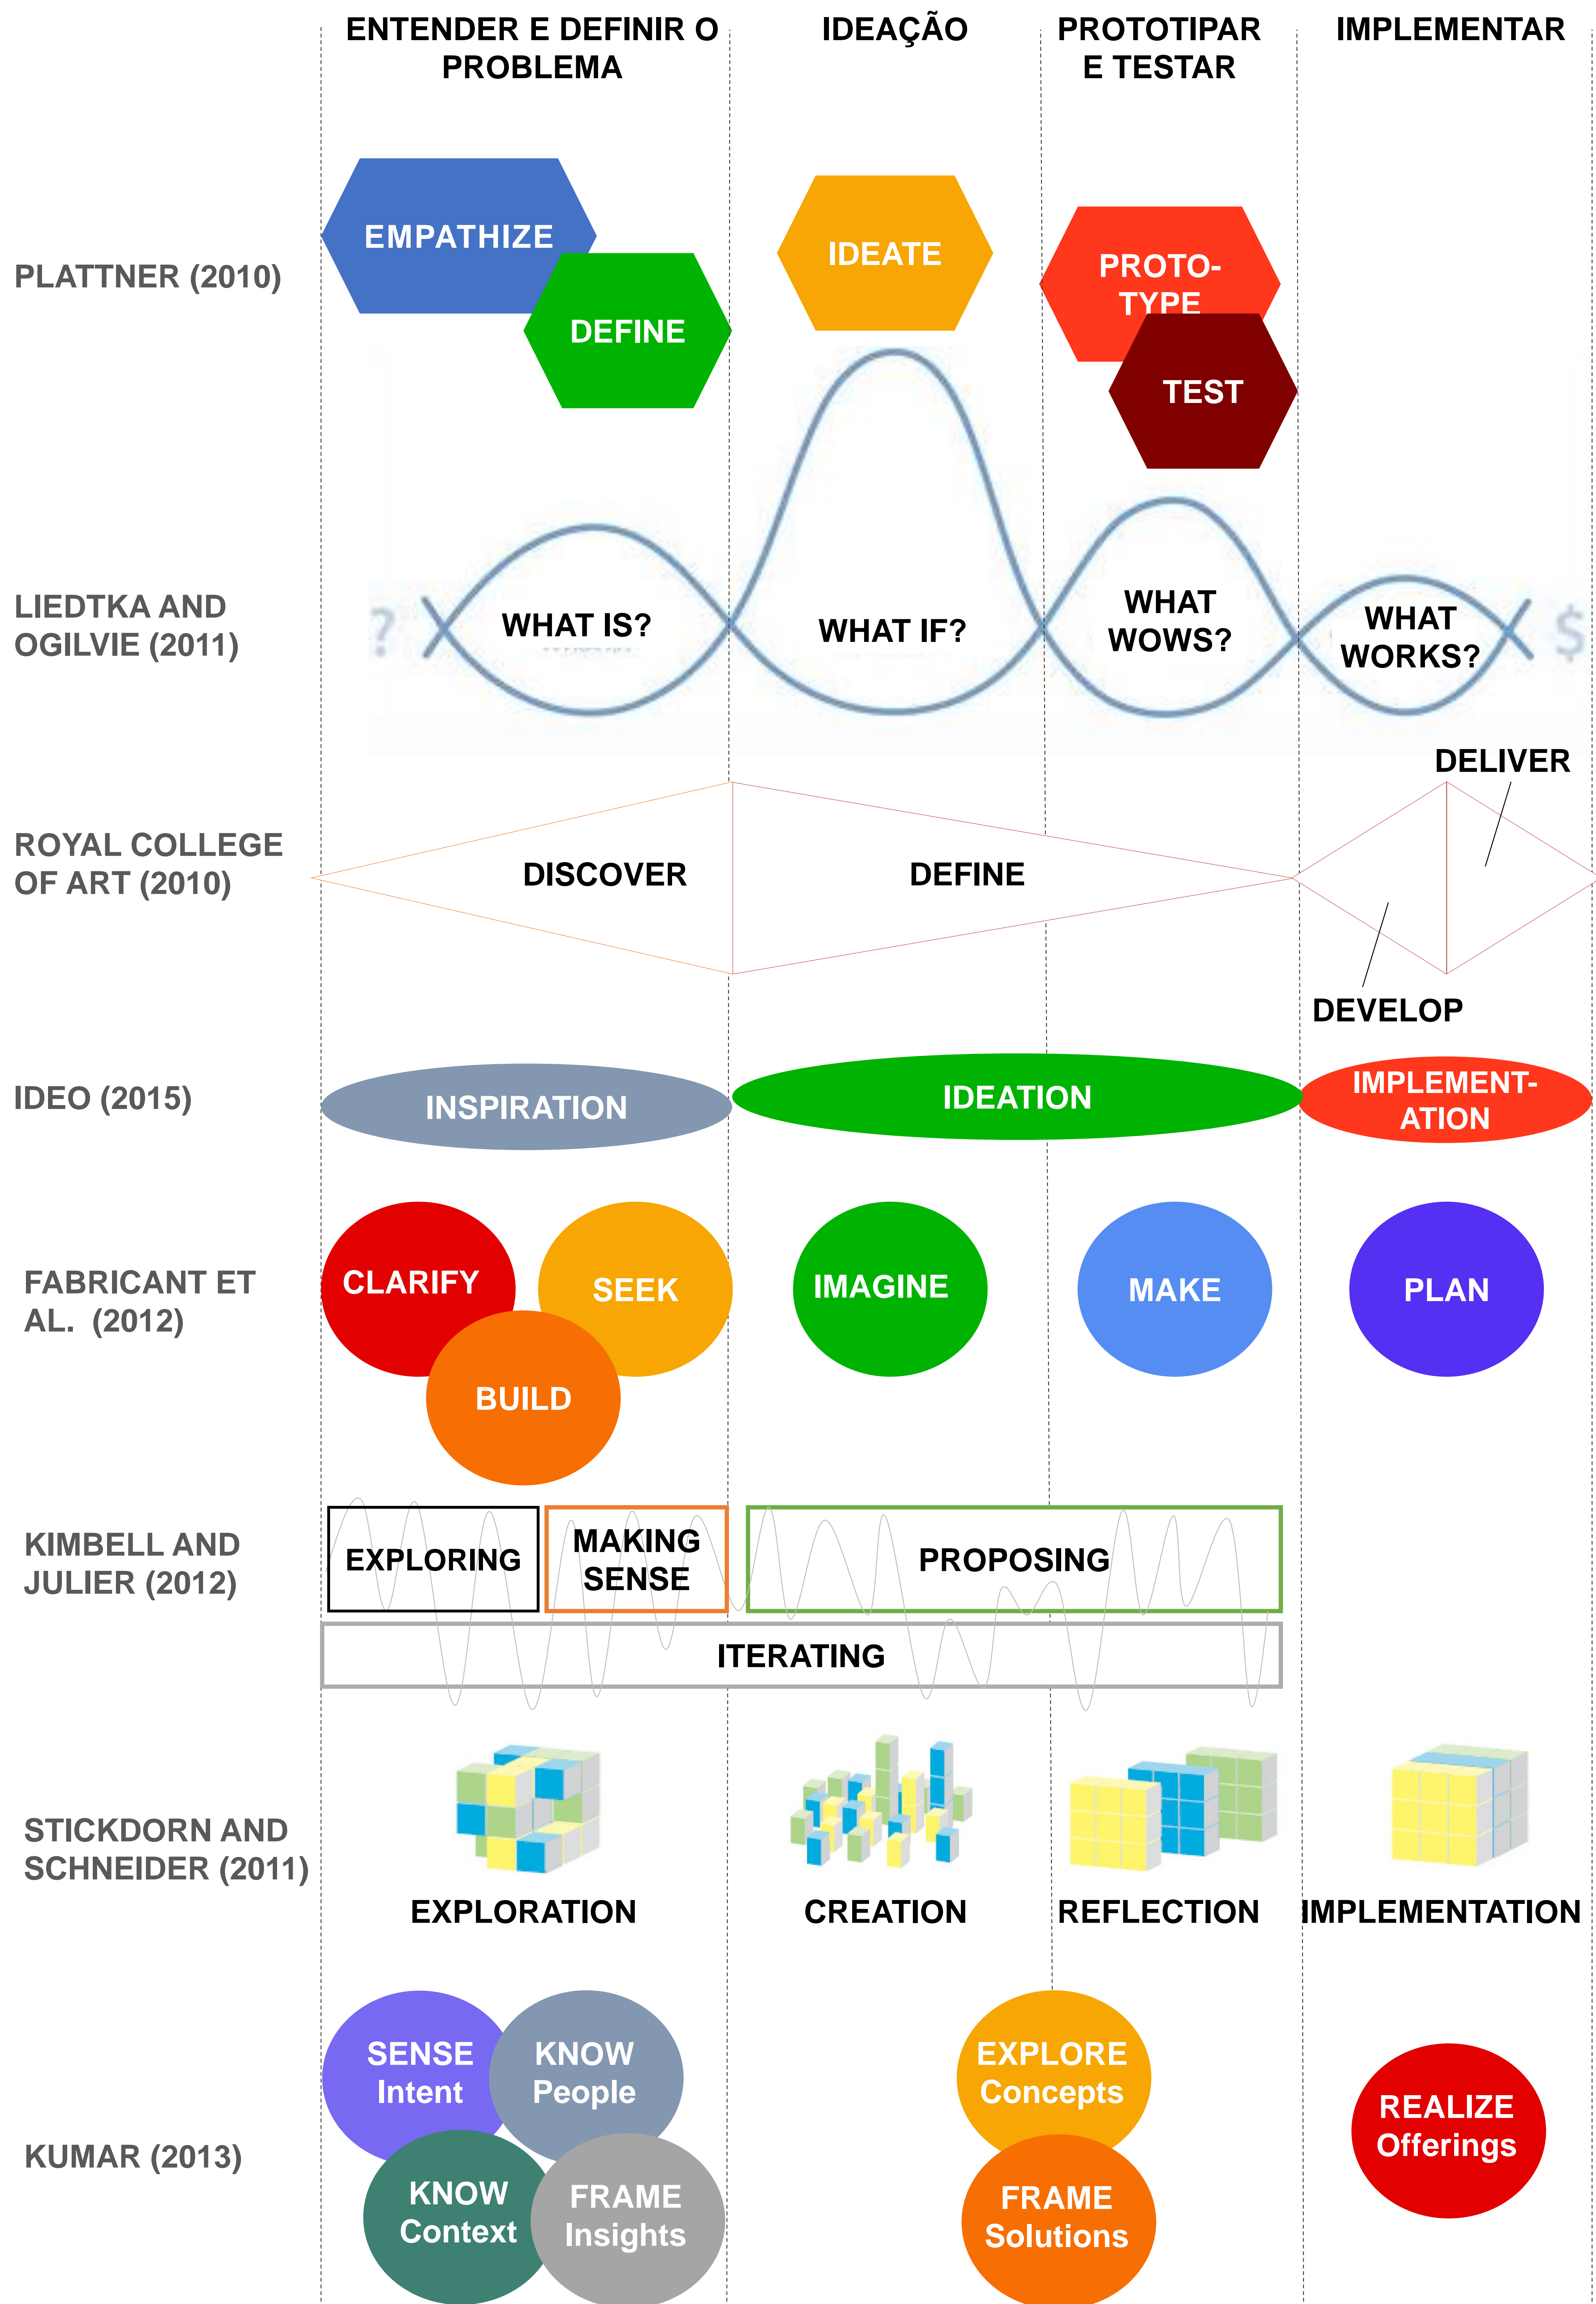 ENTENDER E DEFINIR O
PROBLEMA
IDEAÇÃO
PROTOTIPAR
E TESTAR
IMPLEMENTAR
PLATTNER (2010)
EMPATHIZE
DEFINE
IDEATE
PROTO-
TYPE
TEST
LIEDTKA AND
OGILVIE (2011)
?
WHAT IS?
WHAT IF?
WHAT
WOWS?
WHAT
WORKS?
$
ROYAL COLLEGE
OF ART (2010)
DISCOVER
DEFINE
DELIVER
DEVELOP
IDEO (2015)
INSPIRATION
IDEATION
IMPLEMENT-
ATION
FABRICANT ET
AL. (2012)
CLARIFY
SEEK
BUILD
IMAGINE
MAKE
PLAN
KIMBELL AND
JULIER (2012)
EXPLORING
MAKING
SENSE
PROPOSING
ITERATING
STICKDORN AND
SCHNEIDER (2011)
EXPLORATION
CREATION
REFLECTION
IMPLEMENTATION
KUMAR (2013)
SENSE
Intent
KNOW
People
KNOW
Context
FRAME
Insights
EXPLORE
Concepts
FRAME
Solutions
REALIZE
Offerings